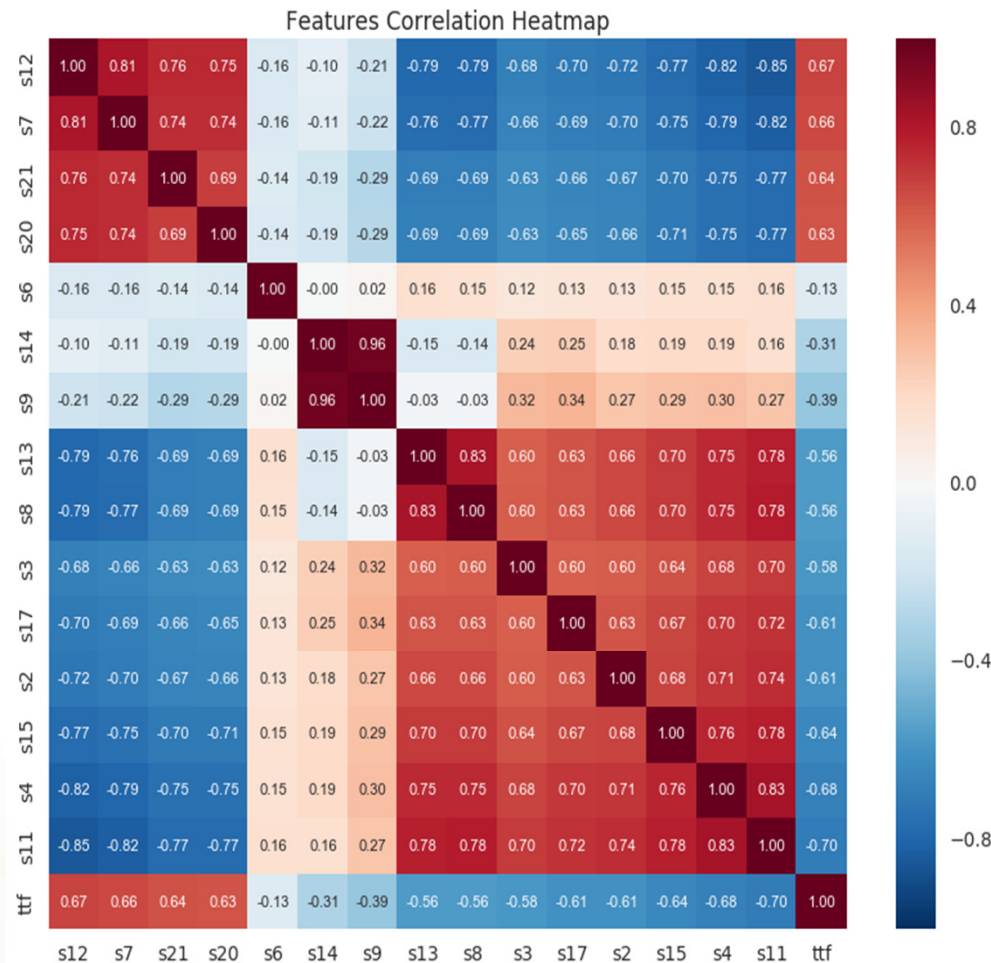 Features Correlation Heatmap
s12 1.00 0.81 0.76 0.75 -0.16 -0.10 -0.21 -0.79 -0.79 -0.68 -0.70 -0.72 -0.77 -0.82 -0.85 0.67
s7 0.81 1.00 0.74 0.74 -0.16 -0.11 -0.22 -0.76 -0.77 -0.66 -0.69 -0.70 -0.75 -0.79 -0.82 0.66
0.8
s21 0.76 0.74 1.00 0.69 -0.14 -0.19 -0.29 -0.69 -0.69 -0.63 -0.66 -0.67 -0.70 -0.75 -0.77 0.64
s20 0.75 0.74 0.69 1.00 -0.14 -0.19 -0.29 -0.69 -0.69 -0.63 -0.65 -0.66 -0.71 -0.75 -0.77 0.63
s6 -0.16 -0.16 -0.14 -0.14 1.00 -0.00 0.02 0.16 0.15 0.12 0.13 0.13 0.15 0.15 0.16 -0.13
0.4
s14 -0.10 -0.11 -0.19 -0.19 -0.00 1.00 0.96 -0.15 -0.14 0.24 0.25 0.18 0.19 0.19 0.16 -0.31
s9 -0.21 -0.22 -0.29 -0.29 0.02 0.96 1.00 -0.03 -0.03 0.32 0.34 0.27 0.29 0.30 0.27 -0.39
s13 -0.79 -0.76 -0.69 -0.69 0.16 -0.15 -0.03 1.00 0.83 0.60 0.63 0.66 0.70 0.75 0.78 -0.56
0.0
s8 -0.79 -0.77 -0.69 -0.69 0.15 -0.14 -0.03 0.83 1.00 0.60 0.63 0.66 0.70 0.75 0.78 -0.56
s3 -0.68 -0.66 -0.63 -0.63 0.12 0.24 0.32 0.60 0.60 1.00 0.60 0.60 0.64 0.68 0.70 -0.58
s17 -0.70 -0.69 -0.66 -0.65 0.13 0.25 0.34 0.63 0.63 0.60 1.00 0.63 0.67 0.70 0.72 -0.61
−0.4
s2 -0.72 -0.70 -0.67 -0.66 0.13 0.18 0.27 0.66 0.66 0.60 0.63 1.00 0.68 0.71 0.74 -0.61
s15 -0.77 -0.75 -0.70 -0.71 0.15 0.19 0.29 0.70 0.70 0.64 0.67 0.68 1.00 0.76 0.78 -0.64
s4 -0.82 -0.79 -0.75 -0.75 0.15 0.19 0.30 0.75 0.75 0.68 0.70 0.71 0.76 1.00 0.83 -0.68
s11 -0.85 -0.82 -0.77 -0.77 0.16 0.16 0.27 0.78 0.78 0.70 0.72 0.74 0.78 0.83 1.00 -0.70
−0.8
ttf 0.67 0.66 0.64 0.63 -0.13 -0.31 -0.39 -0.56 -0.56 -0.58 -0.61 -0.61 -0.64 -0.68 -0.70 1.00
s12 s7 s21 s20 s6 s14 s9 s13 s8 s3 s17 s2 s15 s4 s11 ttf